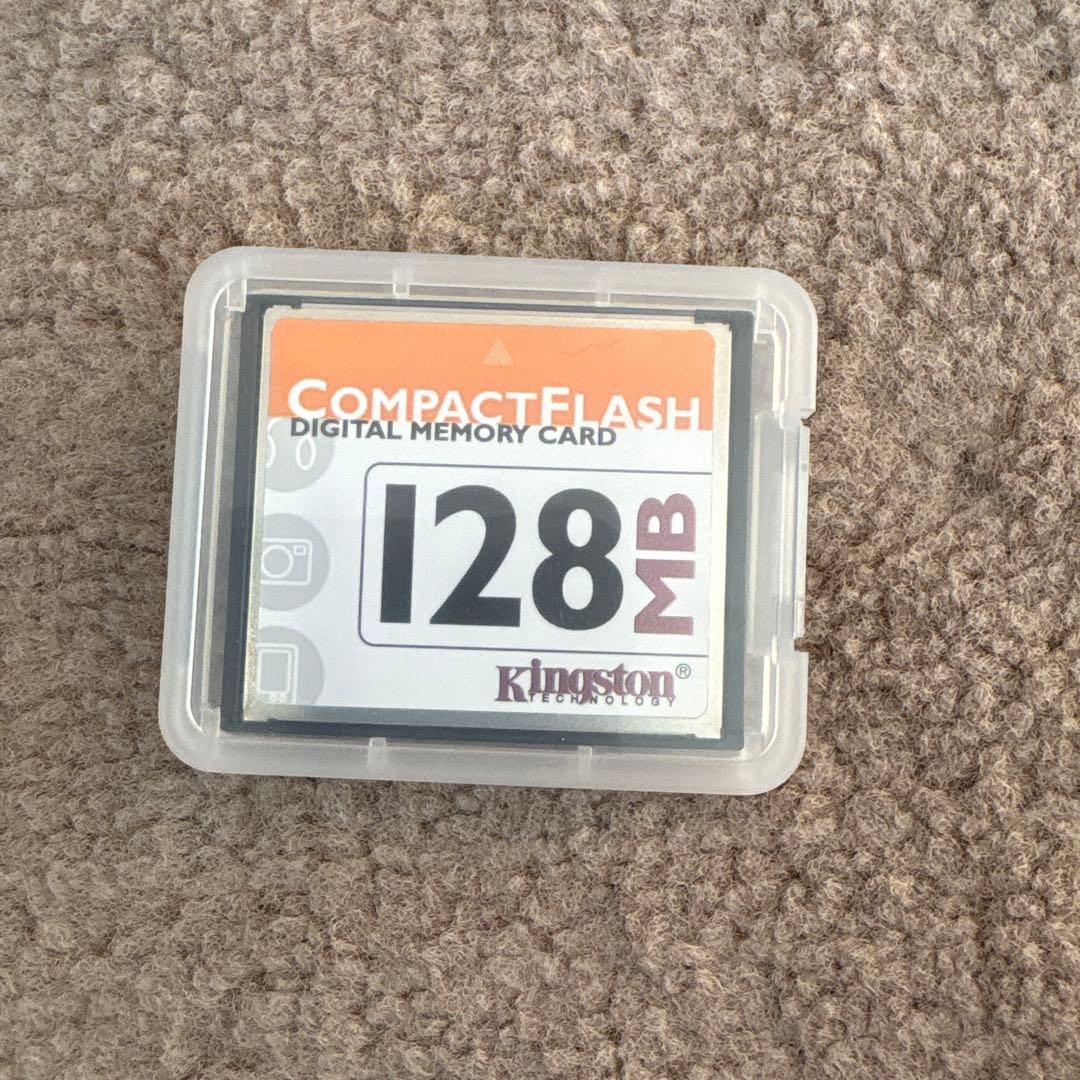 COMPACTFLASH
DIGITAL MEMORY CARD
128 MB
Kingston®
TECHNOLOGY